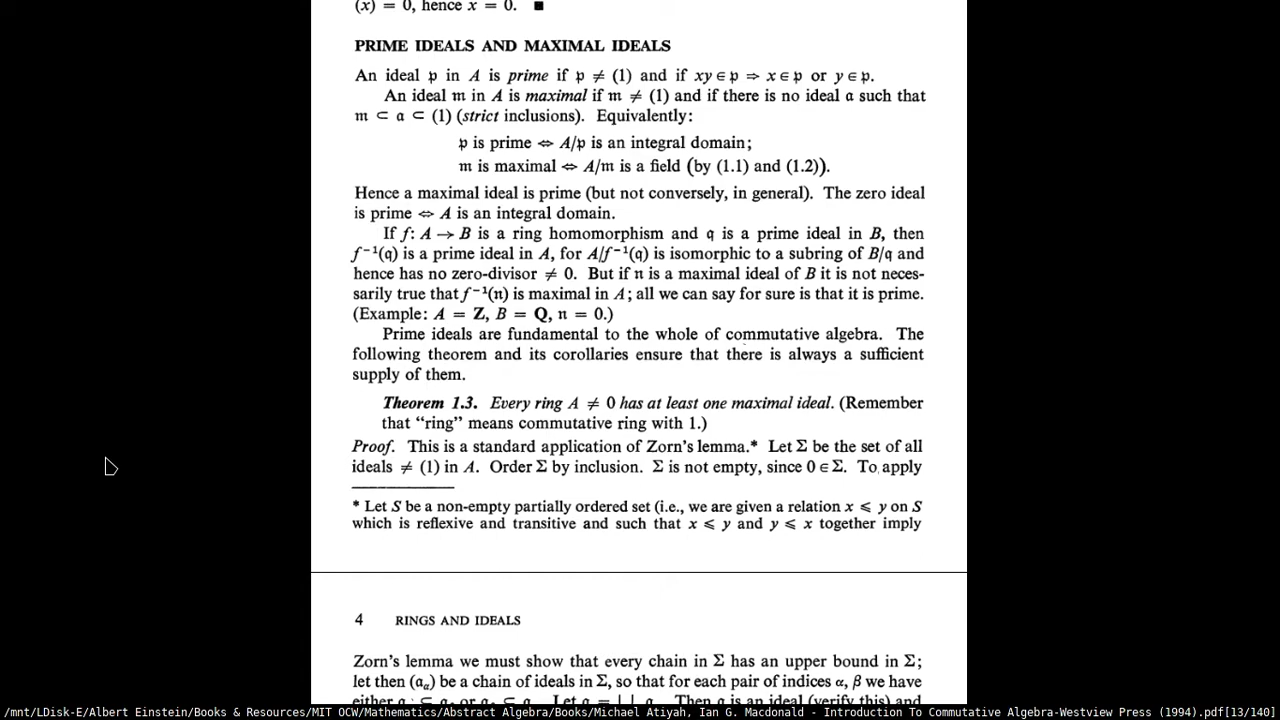 (x) = 0, hence x = 0. ■
PRIME IDEALS AND MAXIMAL IDEALS
An ideal 𝔭 in A is prime if 𝔭 ≠ (1) and if xy ∈ 𝔭 ⇒ x ∈ 𝔭 or y ∈ 𝔭.
An ideal 𝔪 in A is maximal if 𝔪 ≠ (1) and if there is no ideal 𝔞 such that
𝔪 ⊂ 𝔞 ⊂ (1) (strict inclusions). Equivalently:
𝔭 is prime ⇔ A/𝔭 is an integral domain;
𝔪 is maximal ⇔ A/𝔪 is a field (by (1.1) and (1.2)).
Hence a maximal ideal is prime (but not conversely, in general). The zero ideal
is prime ⇔ A is an integral domain.
If f: A → B is a ring homomorphism and 𝔮 is a prime ideal in B, then
f⁻¹(𝔮) is a prime ideal in A, for A/f⁻¹(𝔮) is isomorphic to a subring of B/𝔮 and
hence has no zero-divisor ≠ 0. But if 𝔫 is a maximal ideal of B it is not neces-
sarily true that f⁻¹(𝔫) is maximal in A; all we can say for sure is that it is prime.
(Example: A = Z, B = Q, 𝔫 = 0.)
Prime ideals are fundamental to the whole of commutative algebra. The
following theorem and its corollaries ensure that there is always a sufficient
supply of them.
Theorem 1.3. Every ring A ≠ 0 has at least one maximal ideal. (Remember
that “ring” means commutative ring with 1.)
Proof. This is a standard application of Zorn's lemma.* Let Σ be the set of all
ideals ≠ (1) in A. Order Σ by inclusion. Σ is not empty, since 0 ∈ Σ. To apply
* Let S be a non-empty partially ordered set (i.e., we are given a relation x ⩽ y on S
which is reflexive and transitive and such that x ⩽ y and y ⩽ x together imply
4 RINGS AND IDEALS
Zorn's lemma we must show that every chain in Σ has an upper bound in Σ;
let then (𝔞α) be a chain of ideals in Σ, so that for each pair of indices α, β we have
either 𝔞 ⊆ 𝔞 or 𝔞 ⊆ 𝔞 Let 𝔞 = 𝔞 Then 𝔞 is an ideal (verify this) and
/mnt/LDisk-E/Albert Einstein/Books & Resources/MIT OCW/Mathematics/Abstract Algebra/Books/Michael Atiyah, Ian G. Macdonald - Introduction To Commutative Algebra-Westview Press (1994).pdf[13/140]